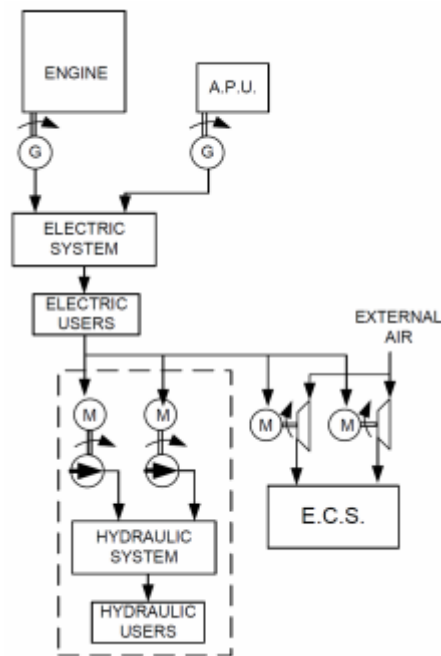 ENGINE
A.P.U.
G
G
ELECTRIC
SYSTEM
ELECTRIC
USERS
EXTERNAL
AIR
M
M
M
M
E.C.S.
HYDRAULIC
SYSTEM
HYDRAULIC
USERS